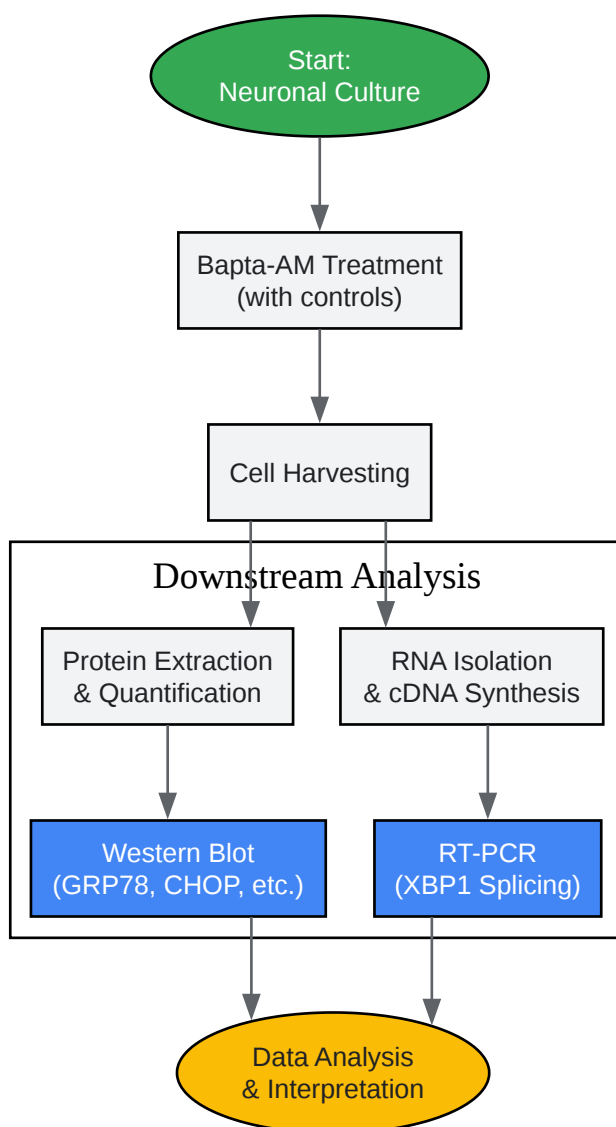 Start:
Neuronal Culture
Bapta-AM Treatment
(with controls)
Cell Harvesting
Downstream Analysis
Protein Extraction
& Quantification
RNA Isolation
& cDNA Synthesis
Western Blot
(GRP78, CHOP, etc.)
RT-PCR
(XBP1 Splicing)
Data Analysis
& Interpretation